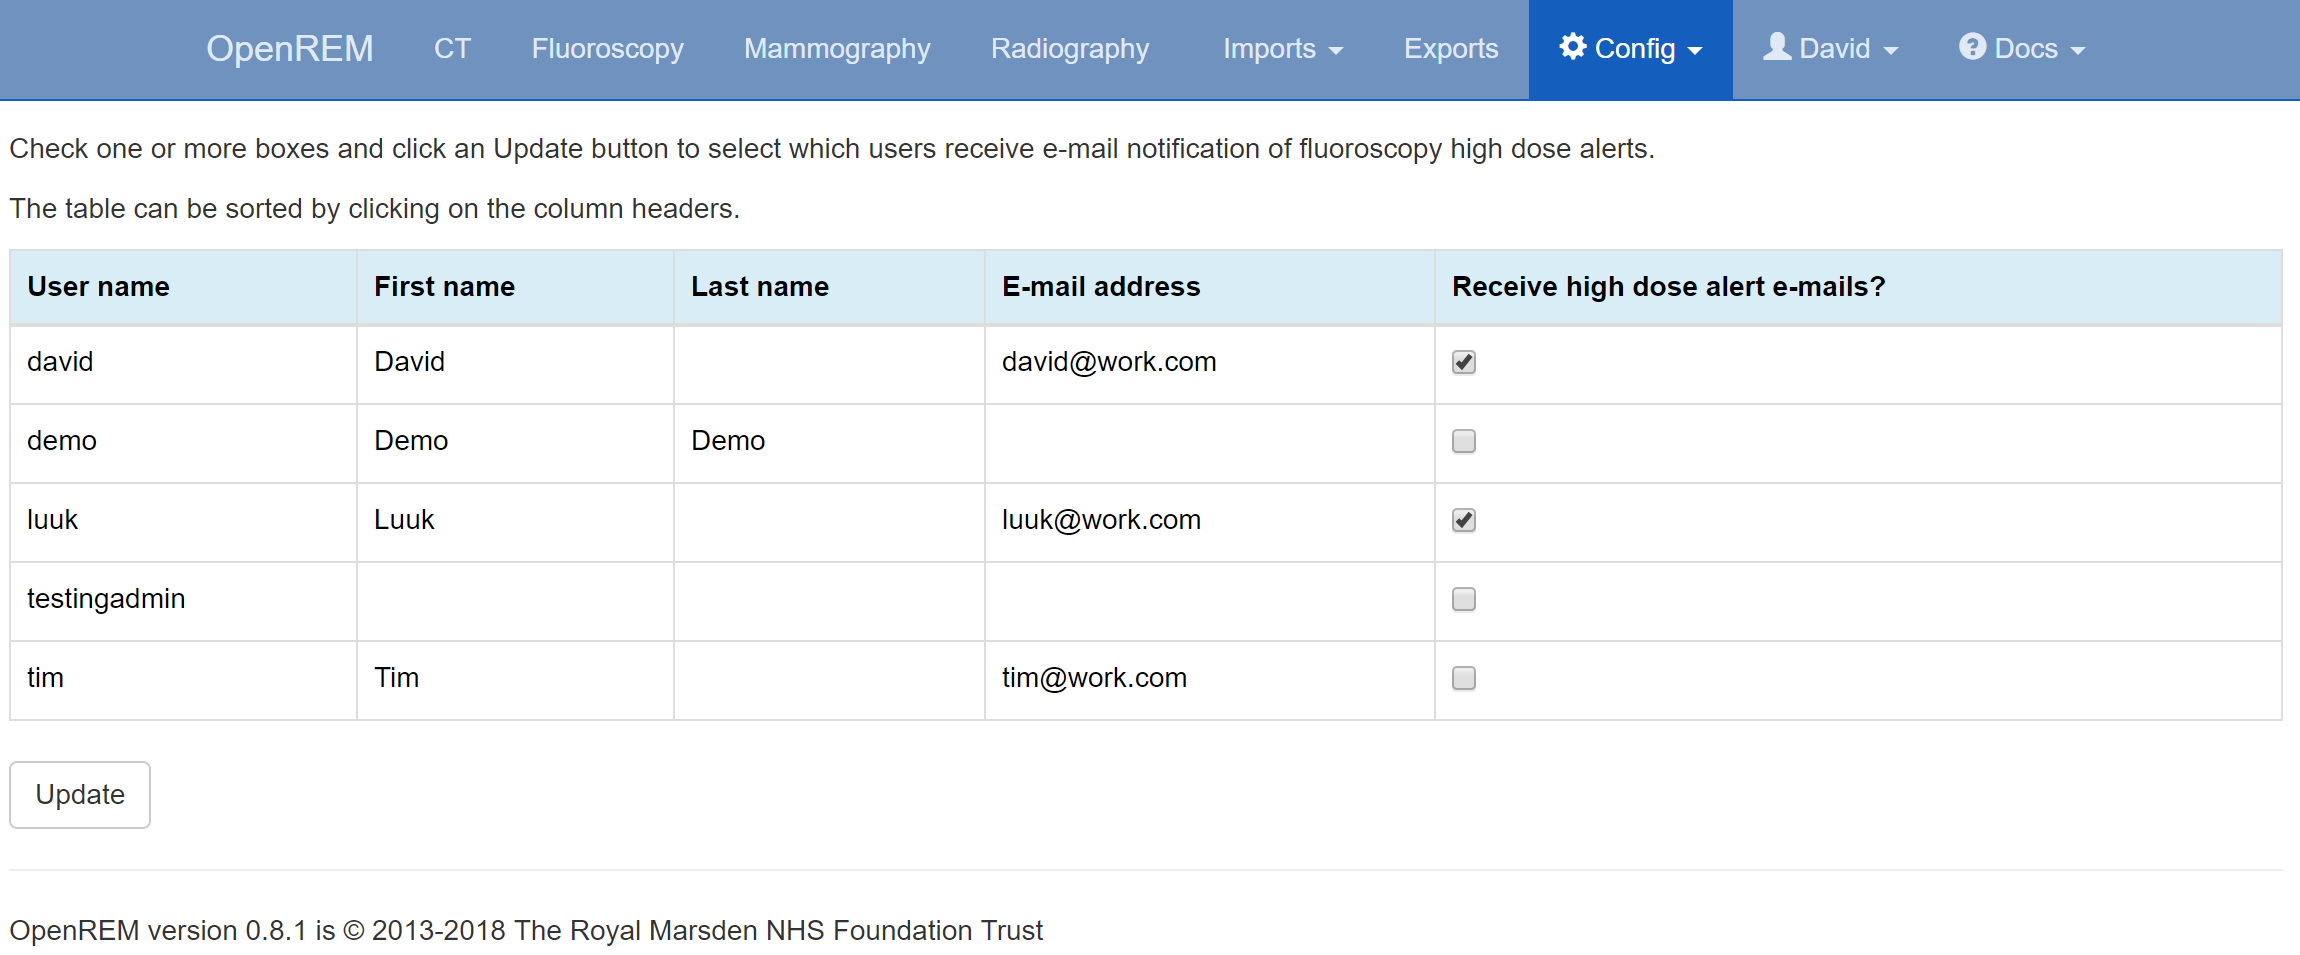 OpenREM CT Fluoroscopy Mammography Radiography Imports Exports Config David Docs
Check one or more boxes and click an Update button to select which users receive e-mail notification of fluoroscopy high dose alerts.
The table can be sorted by clicking on the column headers.
User name First name Last name E-mail address Receive high dose alert e-mails?
david David david@work.com
demo Demo Demo
luuk Luuk luuk@work.com
testingadmin
tim Tim tim@work.com
Update
OpenREM version 0.8.1 is © 2013-2018 The Royal Marsden NHS Foundation Trust